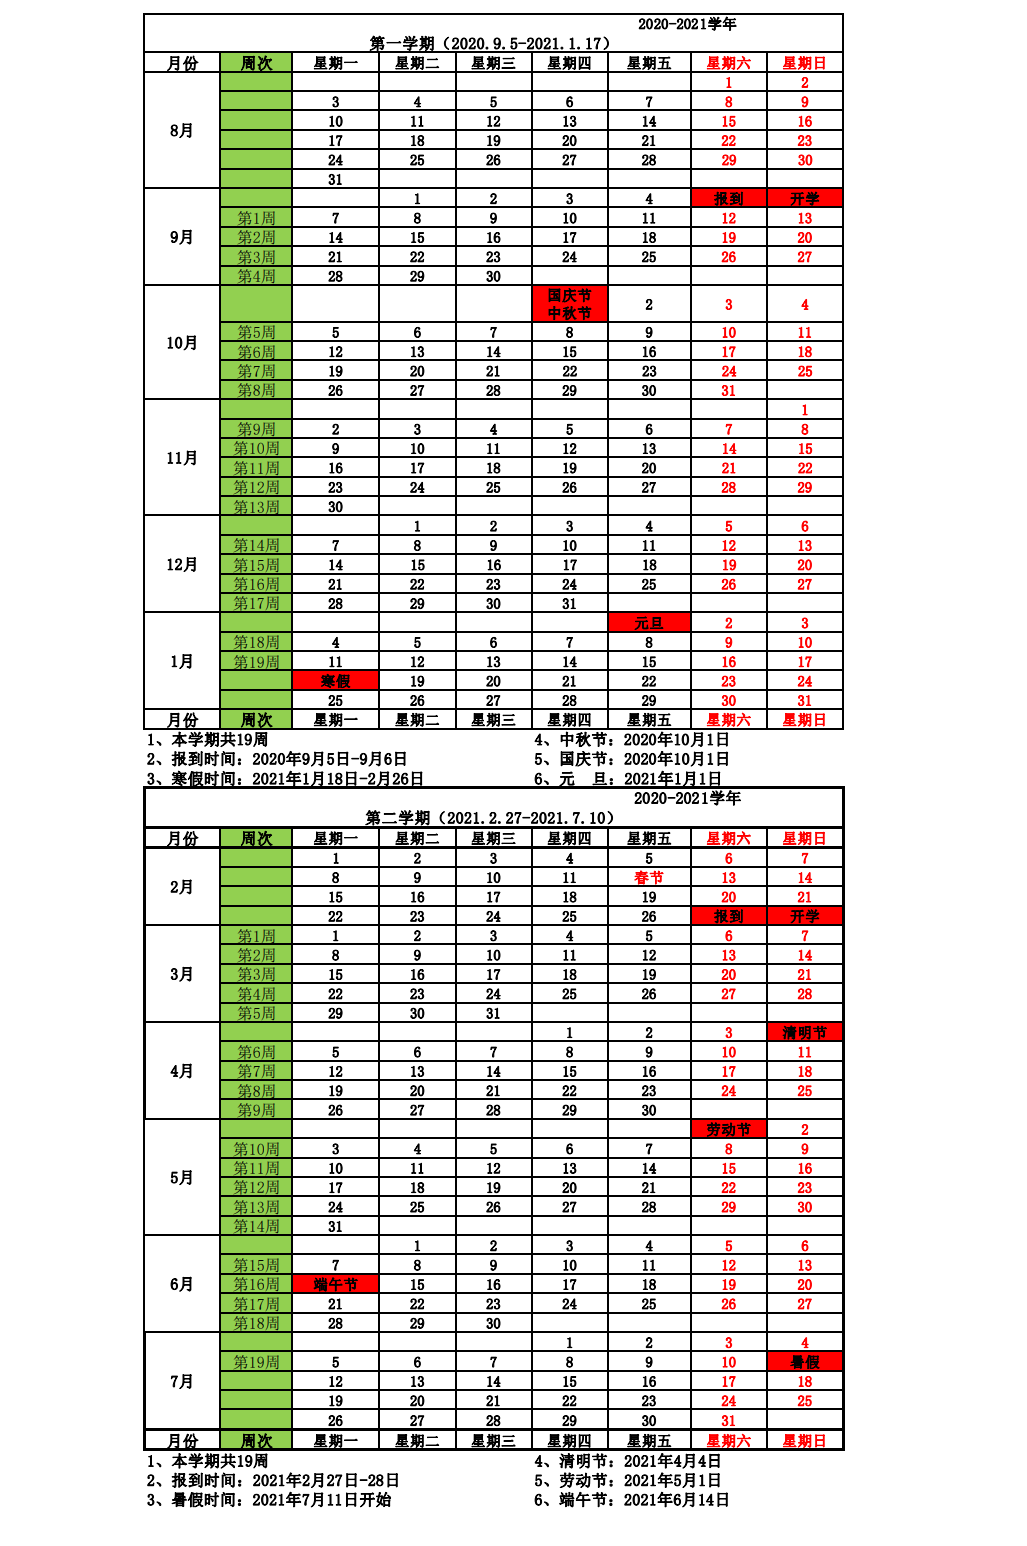 2020-2021学年
第一学期（2020.9.5-2021.1.17）
月份 周次 星期一 星期二 星期三 星期四 星期五 星期六 星期日
1 2
3 4 5 6 7 8 9
10 11 12 13 14 15 16
8月
17 18 19 20 21 22 23
24 25 26 27 28 29 30
31
1 2 3 4 报到 开学
第1周 7 8 9 10 11 12 13
9月 第2周 14 15 16 17 18 19 20
第3周 21 22 23 24 25 26 27
第4周 28 29 30
国庆节
中秋节 2 3 4
第5周 5 6 7 8 9 10 11
10月 第6周 12 13 14 15 16 17 18
第7周 19 20 21 22 23 24 25
第8周 26 27 28 29 30 31
1
第9周 2 3 4 5 6 7 8
第10周 9 10 11 12 13 14 15
11月
第11周 16 17 18 19 20 21 22
第12周 23 24 25 26 27 28 29
第13周 30
1 2 3 4 5 6
第14周 7 8 9 10 11 12 13
12月 第15周 14 15 16 17 18 19 20
第16周 21 22 23 24 25 26 27
第17周 28 29 30 31
元旦 2 3
第18周 4 5 6 7 8 9 10
1月 第19周 11 12 13 14 15 16 17
寒假 19 20 21 22 23 24
25 26 27 28 29 30 31
月份 周次 星期一 星期二 星期三 星期四 星期五 星期六 星期日
1、本学期共19周 4、中秋节：2020年10月1日
2、报到时间：2020年9月5日-9月6日 5、国庆节：2020年10月1日
3、寒假时间：2021年1月18日-2月26日 6、元　旦：2021年1月1日
2020-2021学年
第二学期（2021.2.27-2021.7.10）
月份 周次 星期一 星期二 星期三 星期四 星期五 星期六 星期日
1 2 3 4 5 6 7
8 9 10 11 春节 13 14
2月
15 16 17 18 19 20 21
22 23 24 25 26 报到 开学
第1周 1 2 3 4 5 6 7
第2周 8 9 10 11 12 13 14
3月 第3周 15 16 17 18 19 20 21
第4周 22 23 24 25 26 27 28
第5周 29 30 31
1 2 3 清明节
第6周 5 6 7 8 9 10 11
4月 第7周 12 13 14 15 16 17 18
第8周 19 20 21 22 23 24 25
第9周 26 27 28 29 30
劳动节 2
第10周 3 4 5 6 7 8 9
第11周 10 11 12 13 14 15 16
5月
第12周 17 18 19 20 21 22 23
第13周 24 25 26 27 28 29 30
第14周 31
1 2 3 4 5 6
第15周 7 8 9 10 11 12 13
6月 第16周 端午节 15 16 17 18 19 20
第17周 21 22 23 24 25 26 27
第18周 28 29 30
1 2 3 4
第19周 5 6 7 8 9 10 暑假
7月 12 13 14 15 16 17 18
19 20 21 22 23 24 25
26 27 28 29 30 31
月份 周次 星期一 星期二 星期三 星期四 星期五 星期六 星期日
1、本学期共19周 4、清明节：2021年4月4日
2、报到时间：2021年2月27日-28日 5、劳动节：2021年5月1日
3、暑假时间：2021年7月11日开始 6、端午节：2021年6月14日